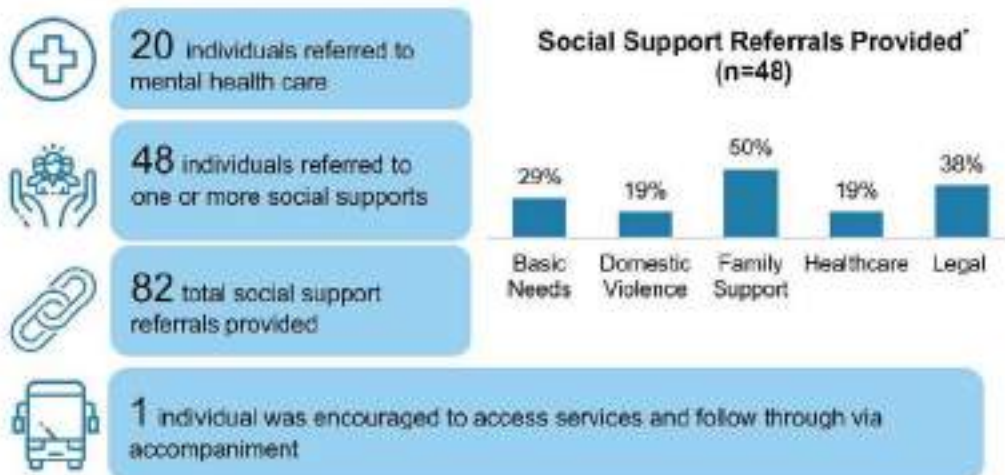 20 individuals referred to
mental health care
48 individuals referred to
one or more social supports
82 total social support
referrals provided
1 individual was encouraged to access services and follow through via
accompaniment
Social Support Referrals Provided*
(n=48)
29%
19%
50%
19%
38%
Basic
Needs
Domestic
Violence
Family
Support
Healthcare
Legal